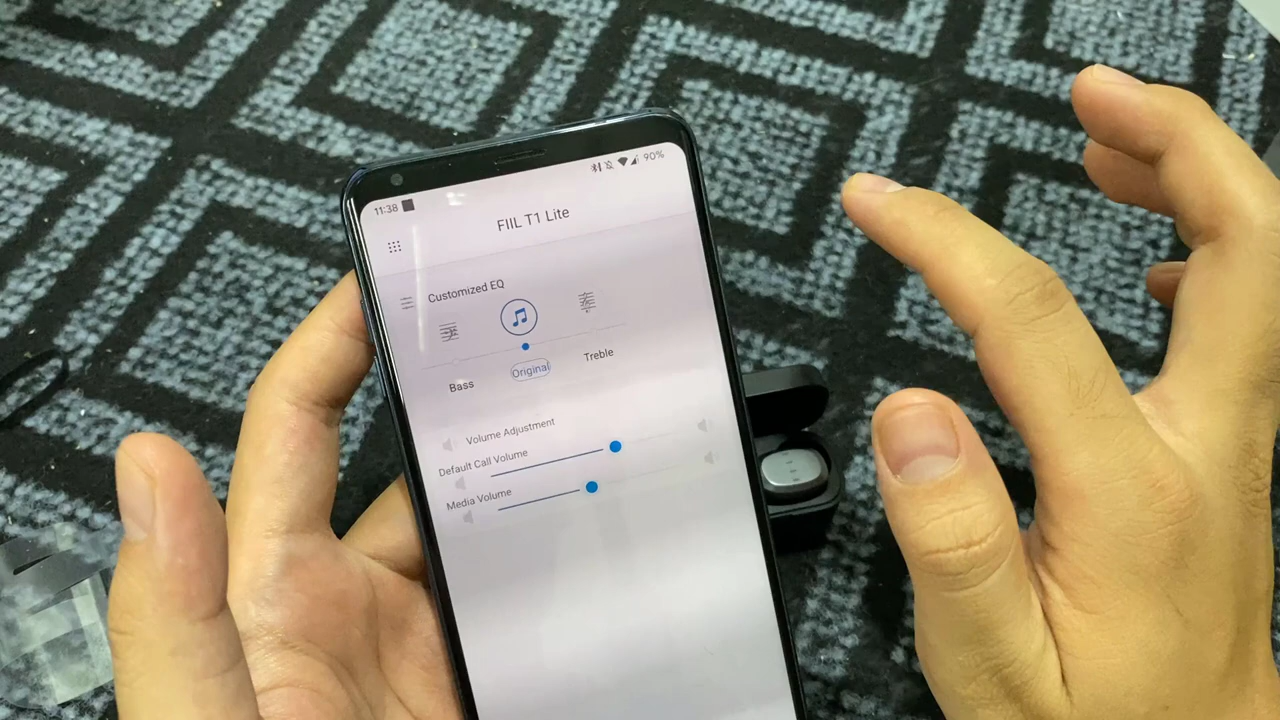 11:38
90%
FIIL T1 Lite
Customized EQ
Bass
Original
Treble
Volume Adjustment
Default Call Volume
Media Volume